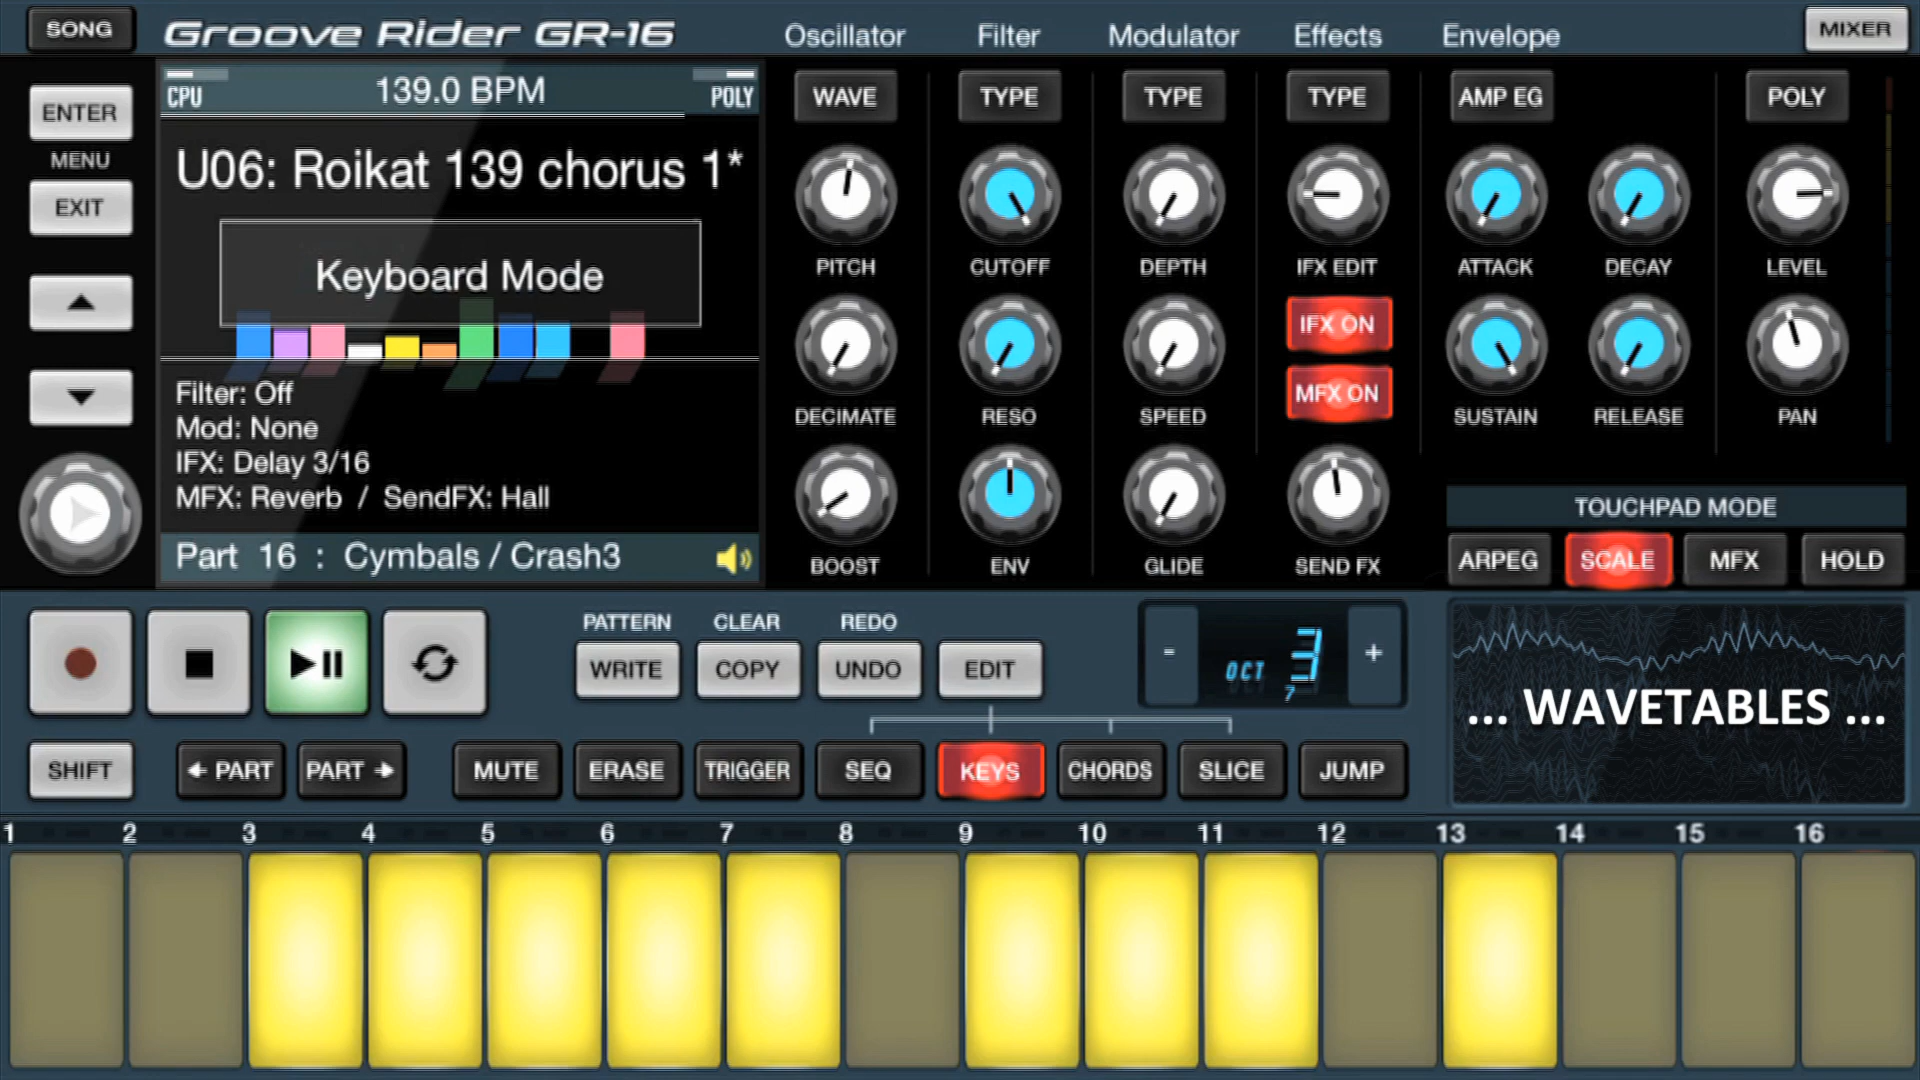 SONG
Groove Rider GR-16
Oscillator Filter Modulator Effects Envelope
MIXER
ENTER
MENU
EXIT
CPU 139.0 BPM POLY
U06: Roikat 139 chorus 1*
Keyboard Mode
Filter: Off
Mod: None
IFX: Delay 3/16
MFX: Reverb / SendFX: Hall
Part 16 : Cymbals / Crash3
WAVE TYPE TYPE TYPE AMP EG POLY
PITCH CUTOFF DEPTH IFX EDIT ATTACK DECAY LEVEL
IFX ON
MFX ON
DECIMATE RESO SPEED SUSTAIN RELEASE PAN
BOOST ENV GLIDE SEND FX
TOUCHPAD MODE
ARPEG SCALE MFX HOLD
PATTERN CLEAR REDO
WRITE COPY UNDO EDIT
- OCT 3 +
7
... WAVETABLES ...
SHIFT PART PART MUTE ERASE TRIGGER SEQ KEYS CHORDS SLICE JUMP
1 2 3 4 5 6 7 8 9 10 11 12 13 14 15 16